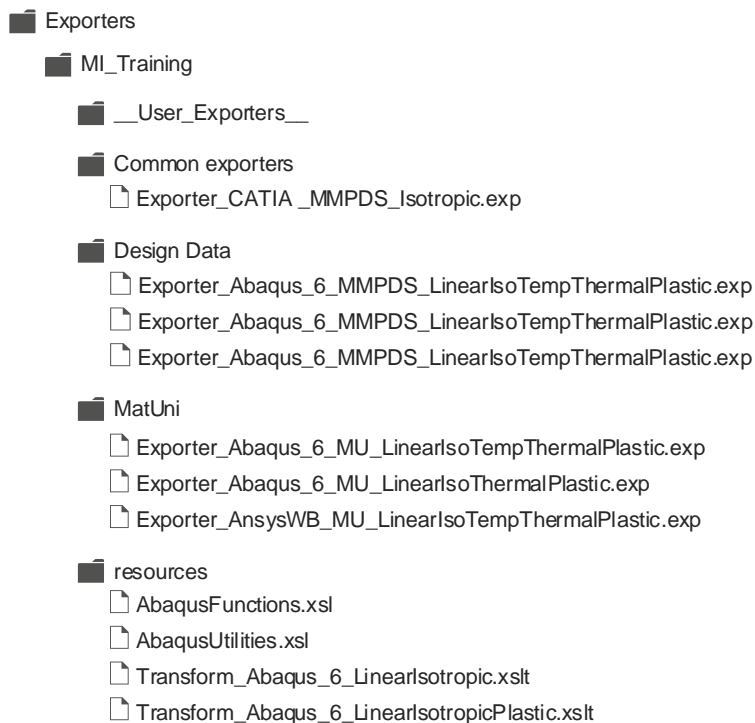 Exporters
MI_Training
__User_Exporters__
Common exporters
Exporter_CATIA _MMPDS_Isotropic.exp
Design Data
Exporter_Abaqus_6_MMPDS_LinearIsoTempThermalPlastic.exp
Exporter_Abaqus_6_MMPDS_LinearIsoTempThermalPlastic.exp
Exporter_Abaqus_6_MMPDS_LinearIsoTempThermalPlastic.exp
MatUni
Exporter_Abaqus_6_MU_LinearIsoTempThermalPlastic.exp
Exporter_Abaqus_6_MU_LinearIsoThermalPlastic.exp
Exporter_AnsysWB_MU_LinearIsoTempThermalPlastic.exp
resources
AbaqusFunctions.xsl
AbaqusUtilities.xsl
Transform_Abaqus_6_LinearIsotropic.xslt
Transform_Abaqus_6_LinearIsotropicPlastic.xslt